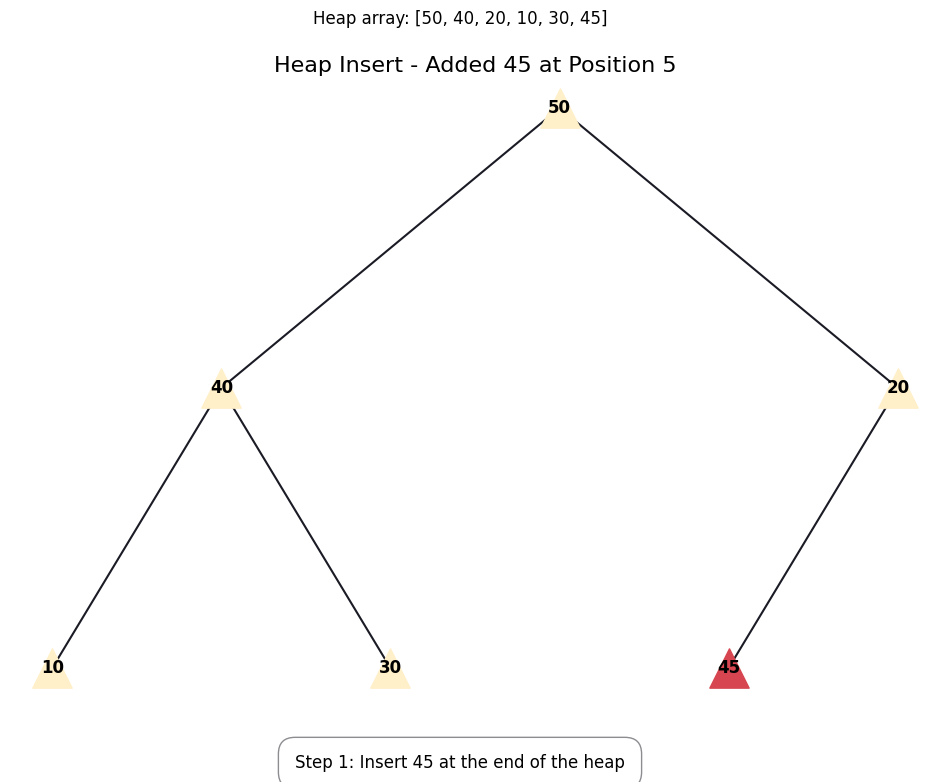 Heap array: [50, 40, 20, 10, 30, 45]
Heap Insert - Added 45 at Position 5
50
40
20
10
30
45
Step 1: Insert 45 at the end of the heap